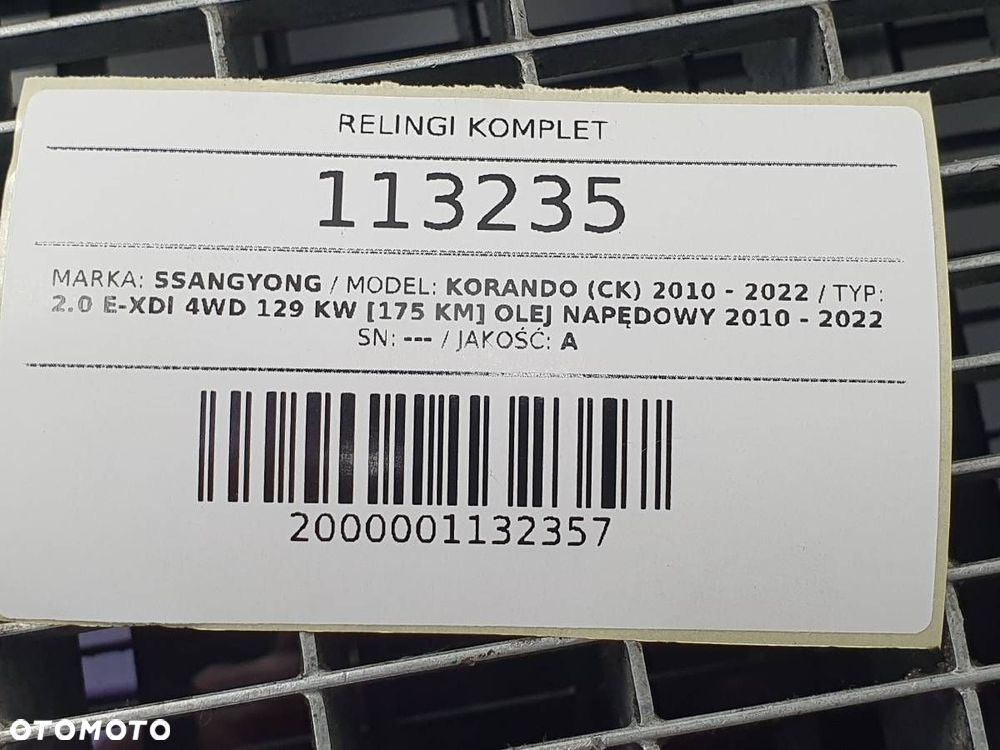 RELINGI KOMPLET
113235
MARKA: SSANGYONG / MODEL: KORANDO (CK) 2010 - 2022 / TYP:
2.0 E-XDI 4WD 129 KW [175 KM] OLEJ NAPĘDOWY 2010 - 2022
SN: --- / JAKOŚĆ: A
2000001132357
OTOMOTO